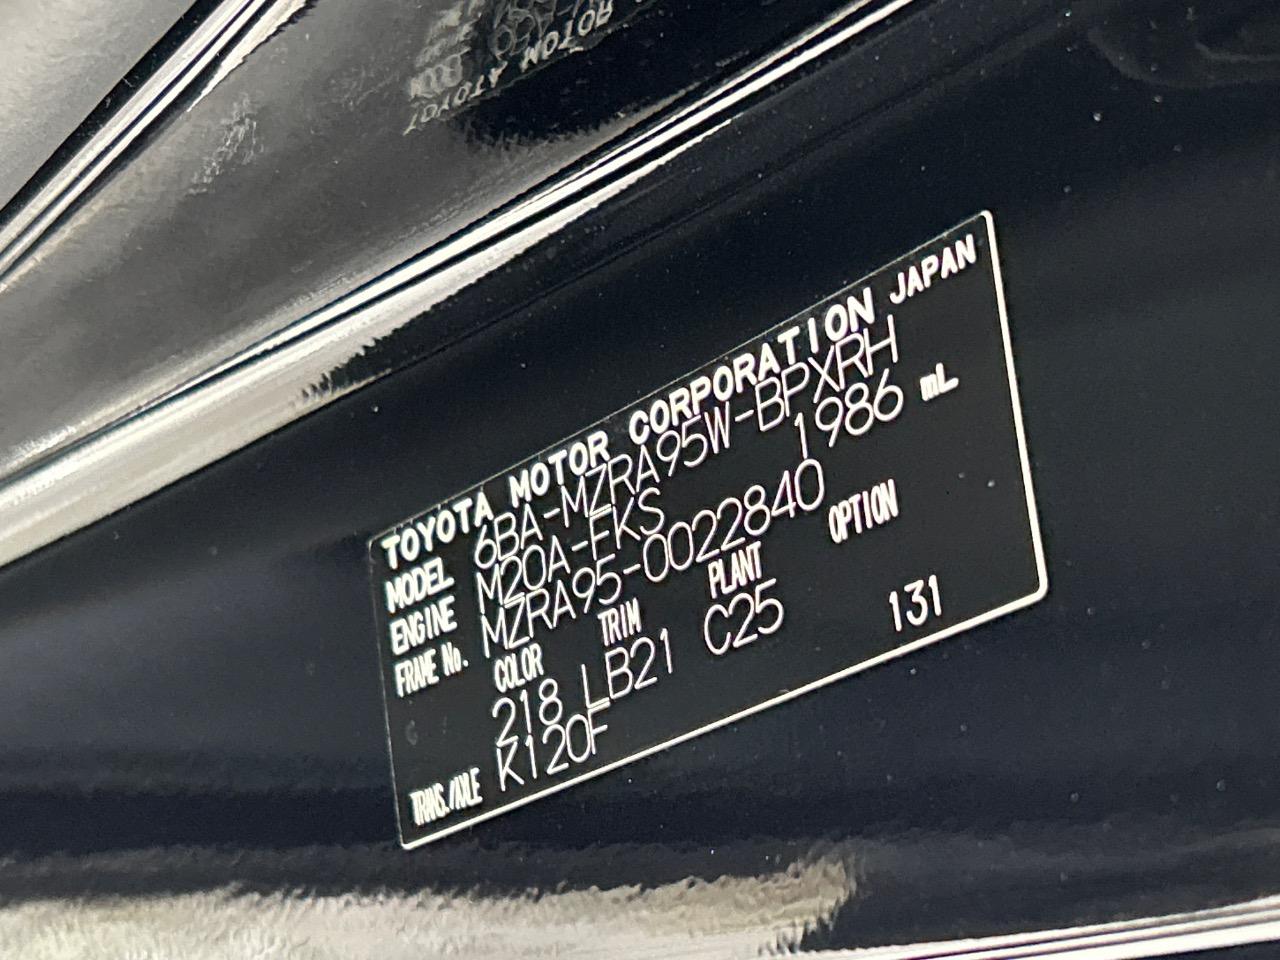 TOYOTA MOTOR CORPORATION JAPAN
MODEL 6BA-MZRA95W-BPXRH
ENGINE M20A-FKS 1986 mL
FRAME No. MZRA95-0022840
COLOR TRIM PLANT OPTION
218 LB21 C25 131
TRANS./AXLE K120F